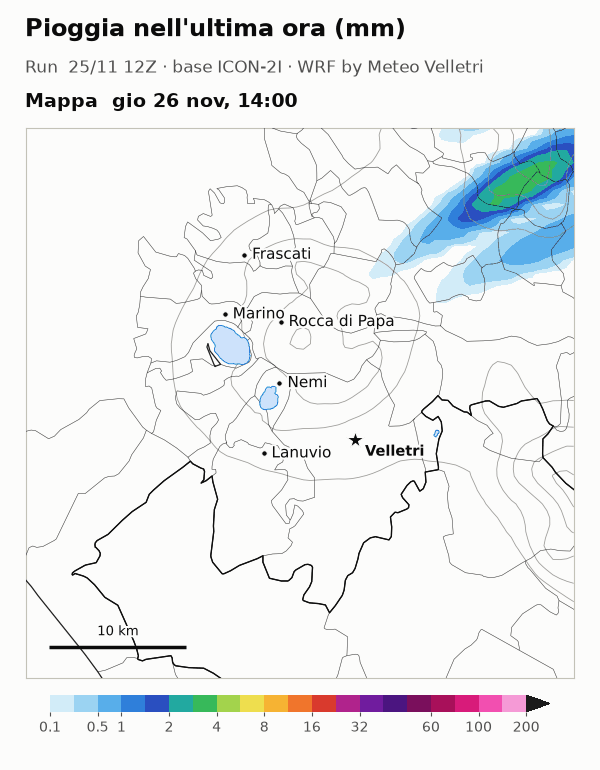 Pioggia nell'ultima ora (mm)
Run  25/11 12Z · base ICON-2I · WRF by Meteo Velletri
Mappa  gio 26 nov, 14:00
Frascati
Marino
Rocca di Papa
Nemi
Velletri
Lanuvio
10 km
0.1 0.5 1 2 4 8 16 32 60 100 200